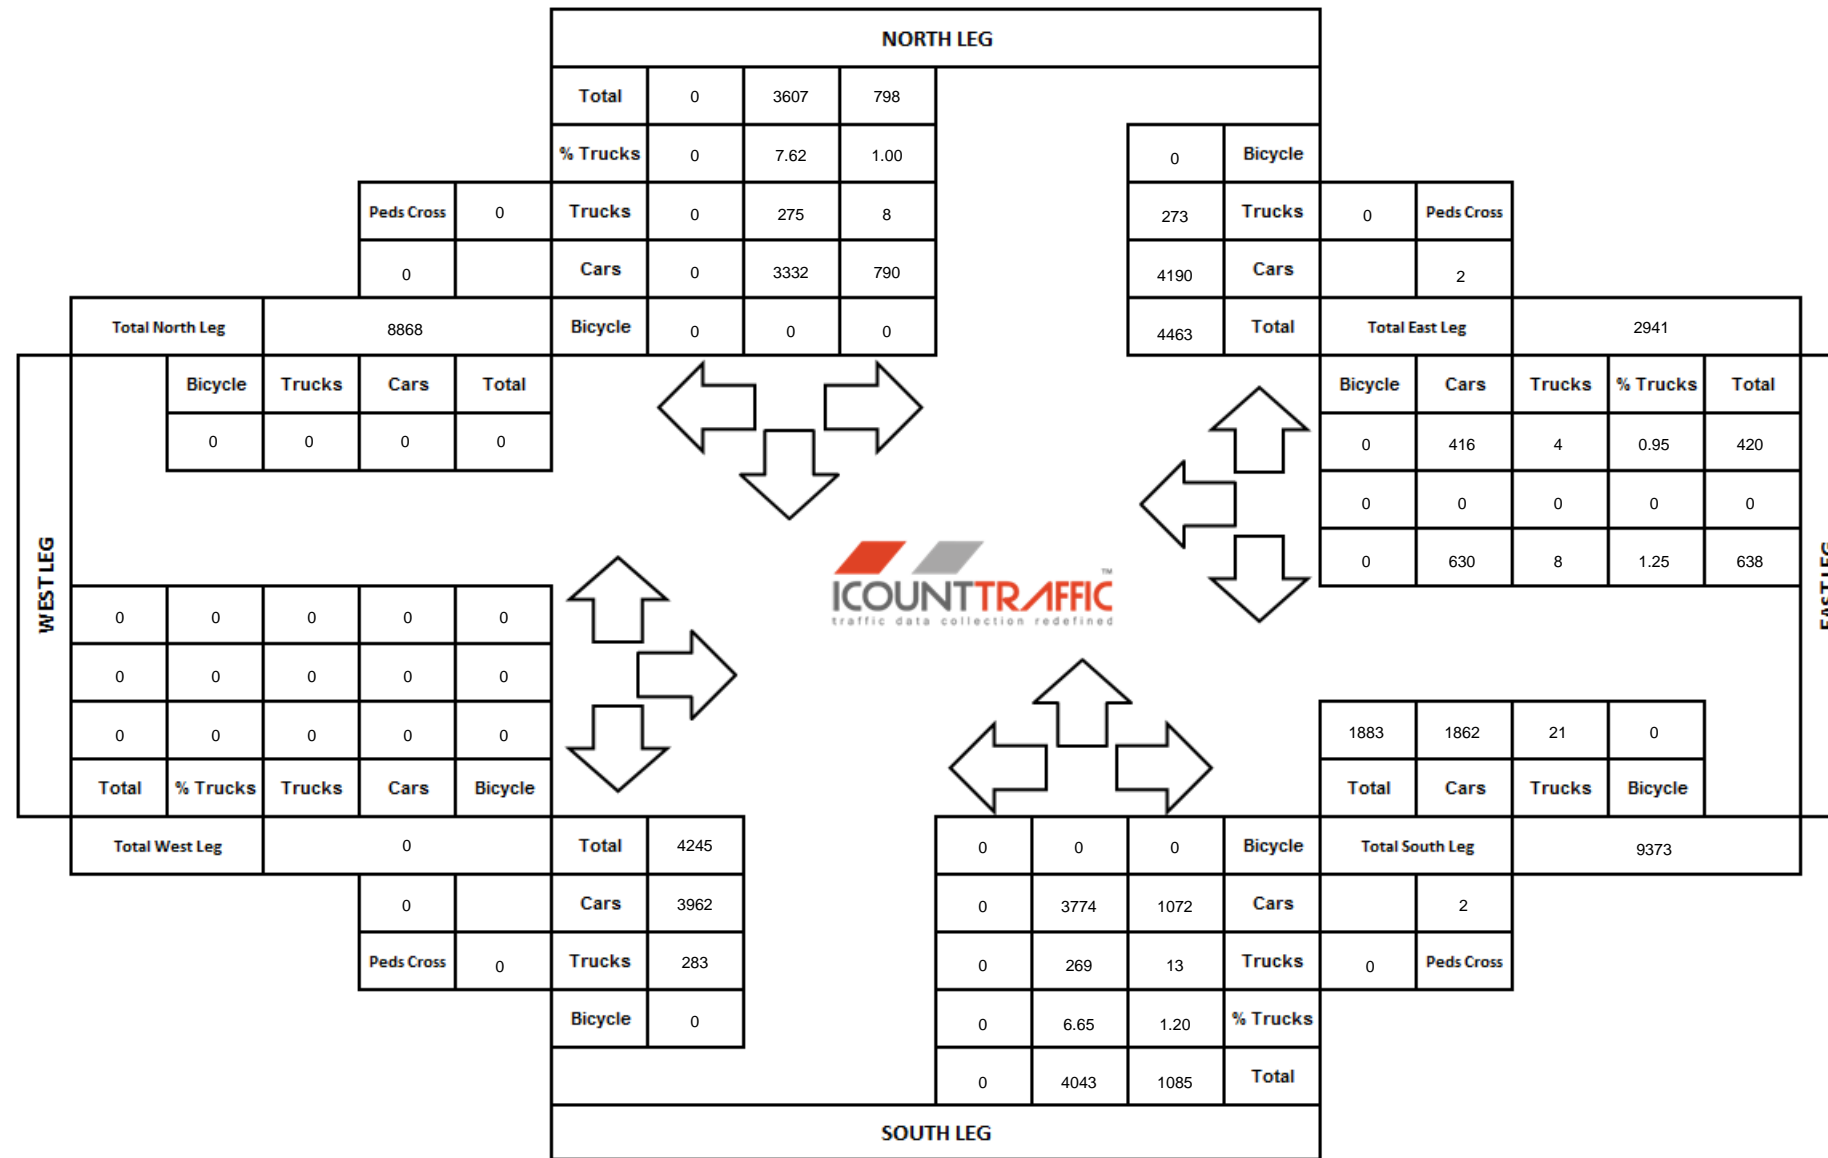 NORTH LEG
Total 0 3607 798
% Trucks 0 7.62 1.00 0 Bicycle
Peds Cross 0 Trucks 0 275 8 273 Trucks 0 Peds Cross
0 Cars 0 3332 790 4190 Cars 2
Total North Leg 8868 Bicycle 0 0 0 4463 Total Total East Leg 2941
Bicycle Trucks Cars Total Bicycle Cars Trucks % Trucks Total
0 0 0 0 0 416 4 0.95 420
0 0 0 0 0
WEST LEG
0 630 8 1.25 638
EAST LEG
ICOUNTTRAFFIC™
traffic data collection redefined
0 0 0 0 0
0 0 0 0 0
0 0 0 0 0 1883 1862 21 0
Total % Trucks Trucks Cars Bicycle Total Cars Trucks Bicycle
Total West Leg 0 Total 4245 0 0 0 Bicycle Total South Leg 9373
0 Cars 3962 0 3774 1072 Cars 2
Peds Cross 0 Trucks 283 0 269 13 Trucks 0 Peds Cross
Bicycle 0 0 6.65 1.20 % Trucks
0 4043 1085 Total
SOUTH LEG